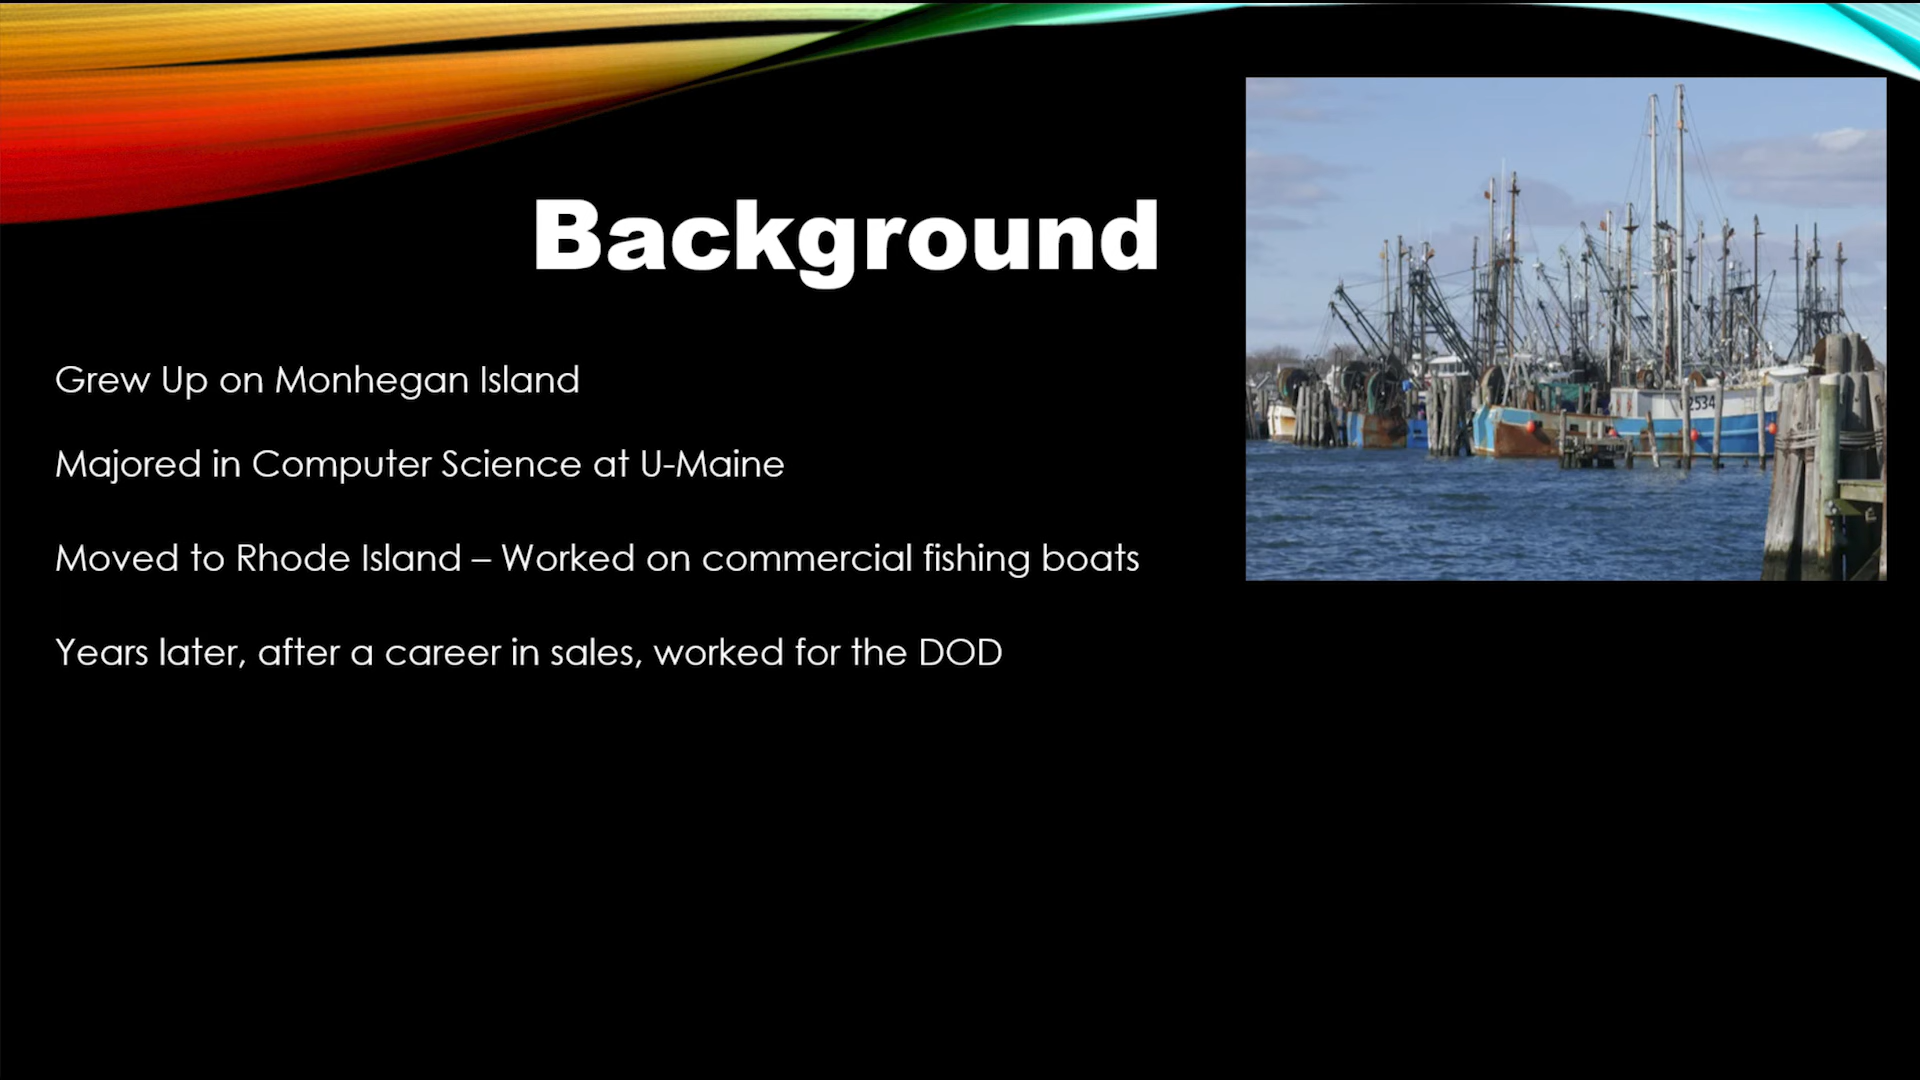 Background
Grew Up on Monhegan Island
Majored in Computer Science at U-Maine
Moved to Rhode Island – Worked on commercial fishing boats
Years later, after a career in sales, worked for the DOD
2534